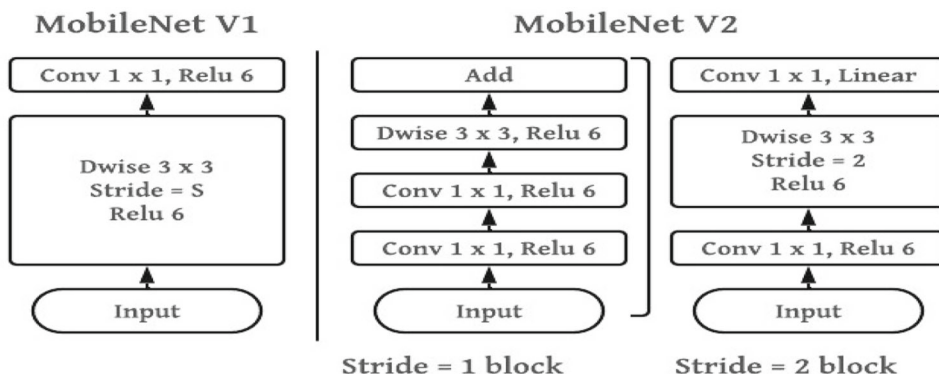 MobileNet V1
Conv 1 x 1, Relu 6
Dwise 3 x 3
Stride = S
Relu 6
Input
MobileNet V2
Add
Dwise 3 x 3, Relu 6
Conv 1 x 1, Relu 6
Conv 1 x 1, Relu 6
Input
Stride = 1 block
Conv 1 x 1, Linear
Dwise 3 x 3
Stride = 2
Relu 6
Conv 1 x 1, Relu 6
Input
Stride = 2 block